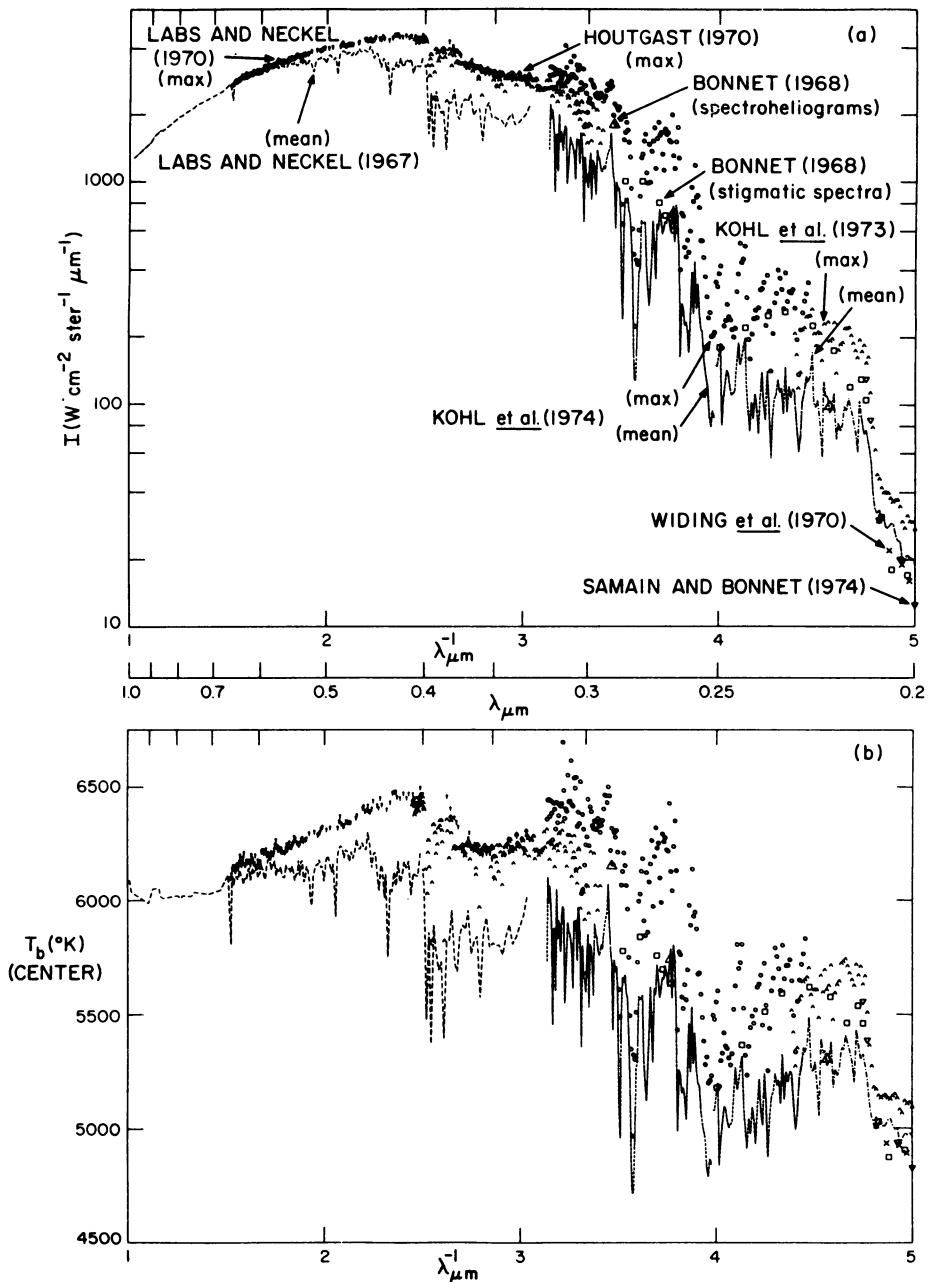 LABS AND NECKEL
(1970)
(max)
HOUTGAST (1970)
(max)
(a)
BONNET (1968)
(spectroheliograms)
(mean)
LABS AND NECKEL (1967)
BONNET (1968)
(stigmatic spectra)
KOHL et al. (1973)
(max)
(mean)
(max)
KOHL et al. (1974)
(mean)
WIDING et al. (1970)
SAMAIN AND BONNET (1974)
I (W cm⁻² ster⁻¹ μm⁻¹)
1000
100
10
1 2 3 4 5
λ⁻¹μm
1.0 0.7 0.5 0.4 0.3 0.25 0.2
λμm
(b)
6500
6000
Tb (°K)
(CENTER)
5500
5000
4500
1 2 3 4 5
λ⁻¹μm